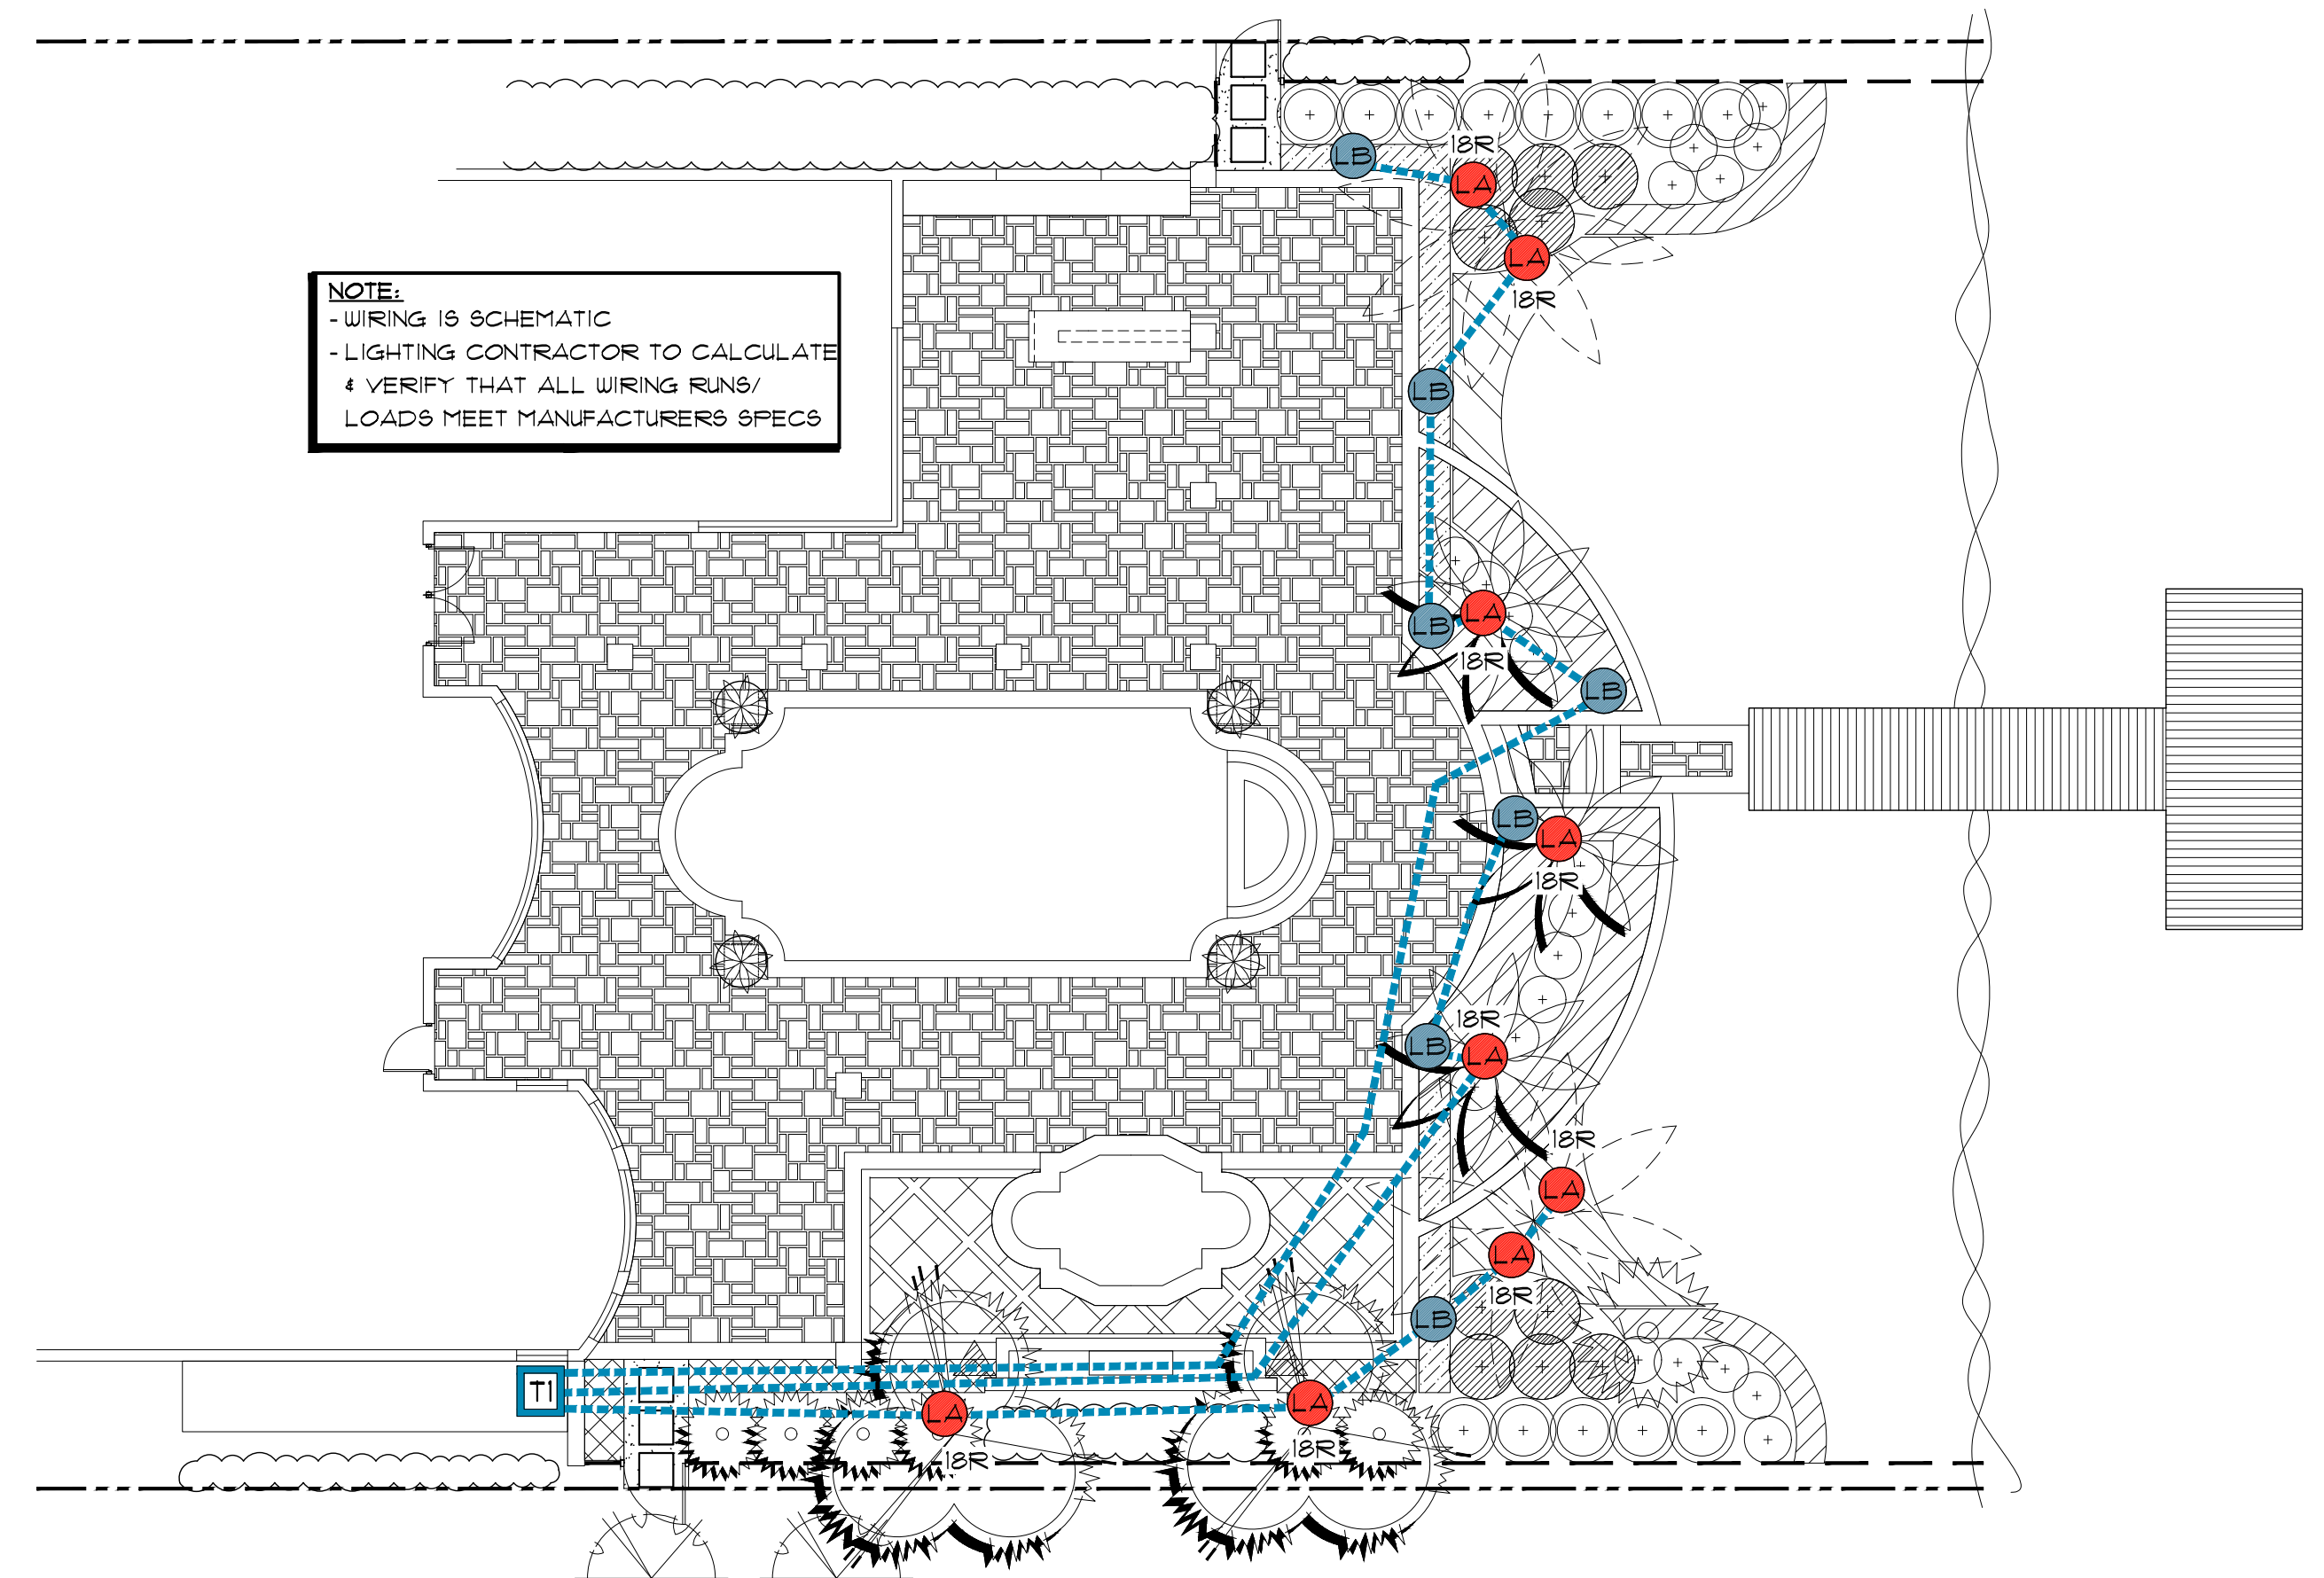 LB
18R
LA
LA
18R
NOTE:
- WIRING IS SCHEMATIC
- LIGHTING CONTRACTOR TO CALCULATE
& VERIFY THAT ALL WIRING RUNS/
LOADS MEET MANUFACTURERS SPECS
LB
LB
LA
18R
LB
LB
LA
18R
18R
LB
LA
18R
LA
LA
18R
LB
T1
LA
18R
LA
18R